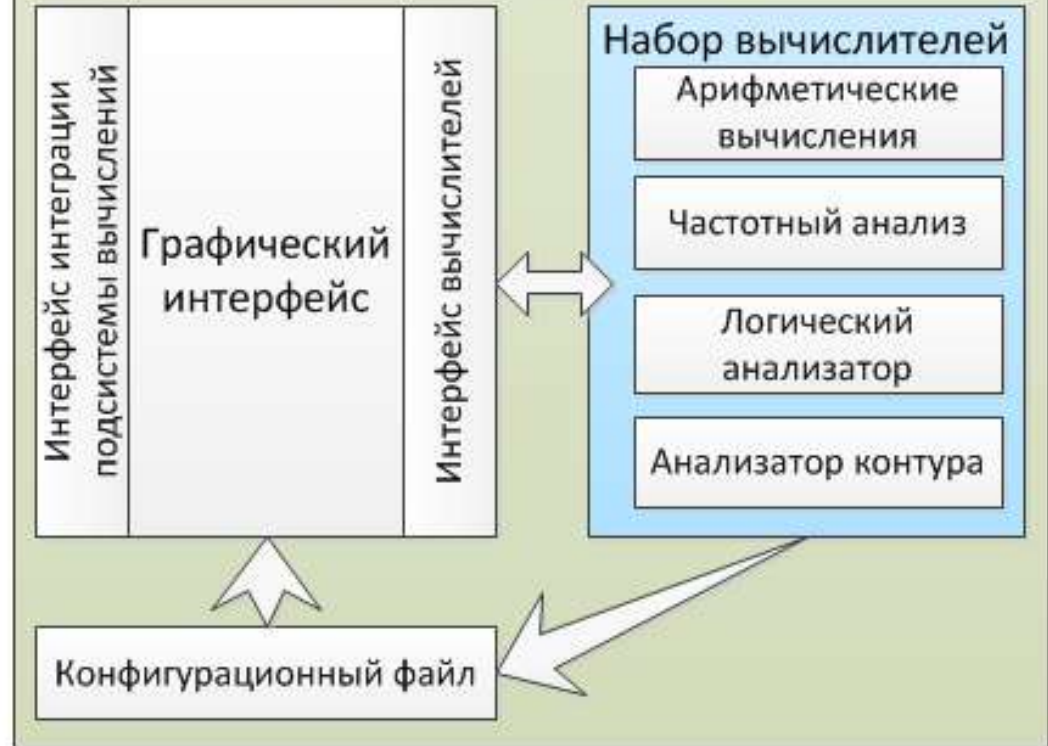 Интерфейс интеграции
подсистемы вычислений
Графический
интерфейс
Интерфейс вычислителей
Набор вычислителей
Арифметические
вычисления
Частотный анализ
Логический
анализатор
Анализатор контура
Конфигурационный файл